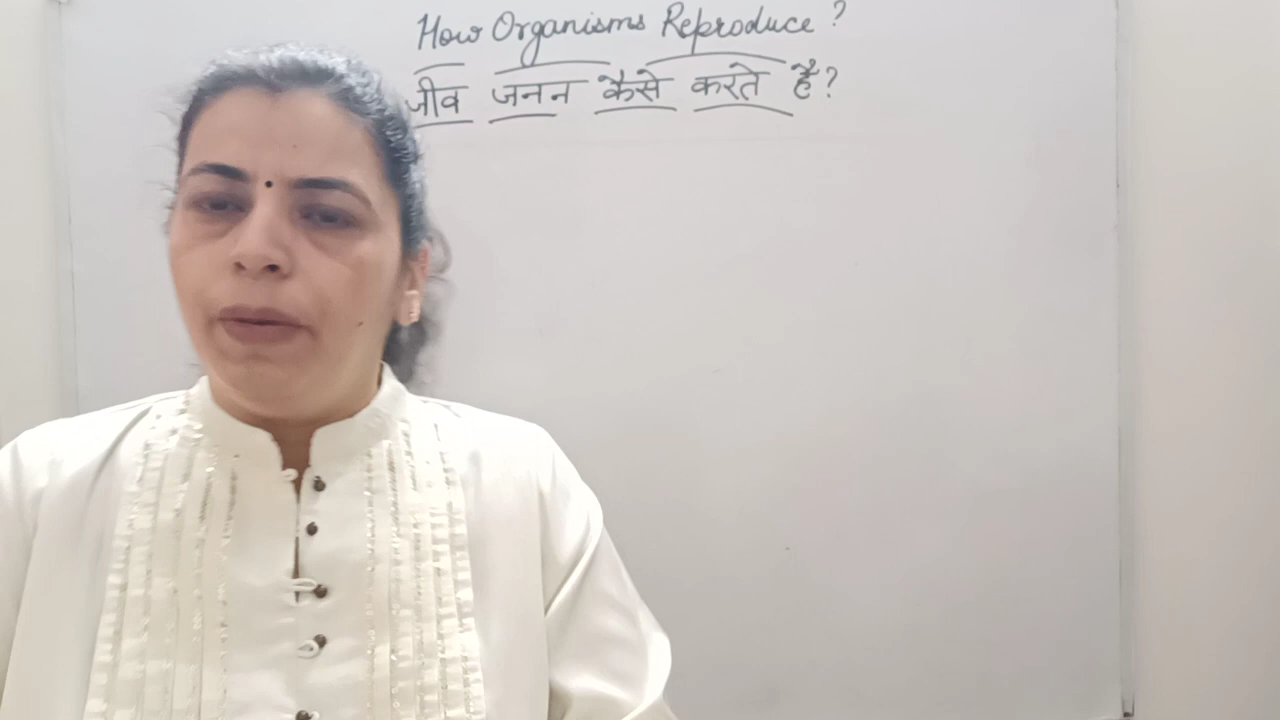 How Organisms Reproduce ?
जीव जनन कैसे करते है?